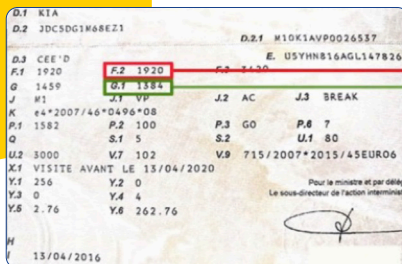 D.1 KIA
D.2 JDC5DG1M68EZ1
D.2.1 M10K1AVP0026537
D.3 CEE'D E. U5YHN816AGL147826
F.1 1920 F.2 1920
G 1459 G.1 1384
J M1 J.1 VP J.2 AC J.3 BREAK
K e4*2007/46*0496*08
P.1 1582 P.2 100 P.3 GO P.6 7
Q S.1 5 S.2 U.1 80
U.2 3000 V.7 102 V.9 715/2007*2015/45EURO6
X.1 VISITE AVANT LE 13/04/2020
Y.1 256 Y.2 0 Pour le ministre et par délég
Y.3 0 Y.4 4 Le sous-directeur de l'action interminist
Y.5 2.76 Y.6 262.76
H
I 13/04/2016